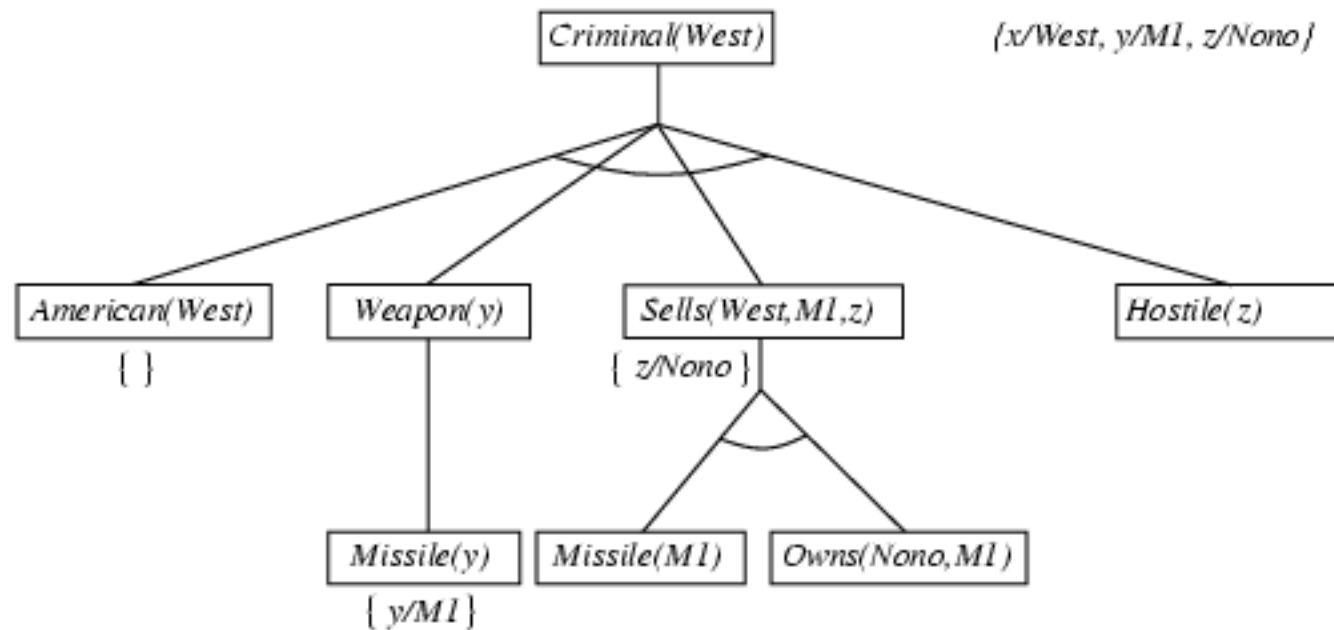 Criminal(West) {x/West, y/M1, z/Nono}
American(West) Weapon(y) Sells(West,M1,z) Hostile(z)
{ } { z/Nono }
Missile(y) Missile(M1) Owns(Nono,M1)
{ y/M1 }